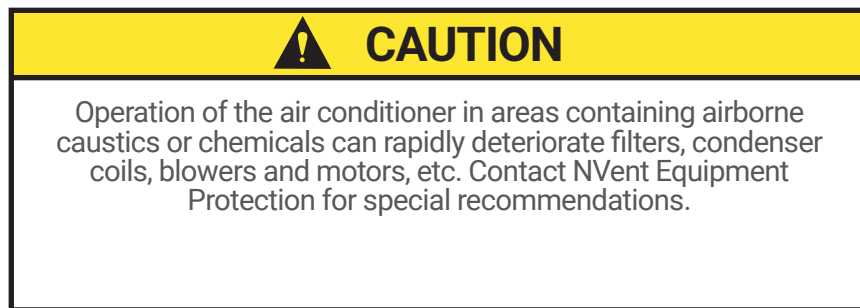 CAUTION
Operation of the air conditioner in areas containing airborne
caustics or chemicals can rapidly deteriorate filters, condenser
coils, blowers and motors, etc. Contact NVent Equipment
Protection for special recommendations.